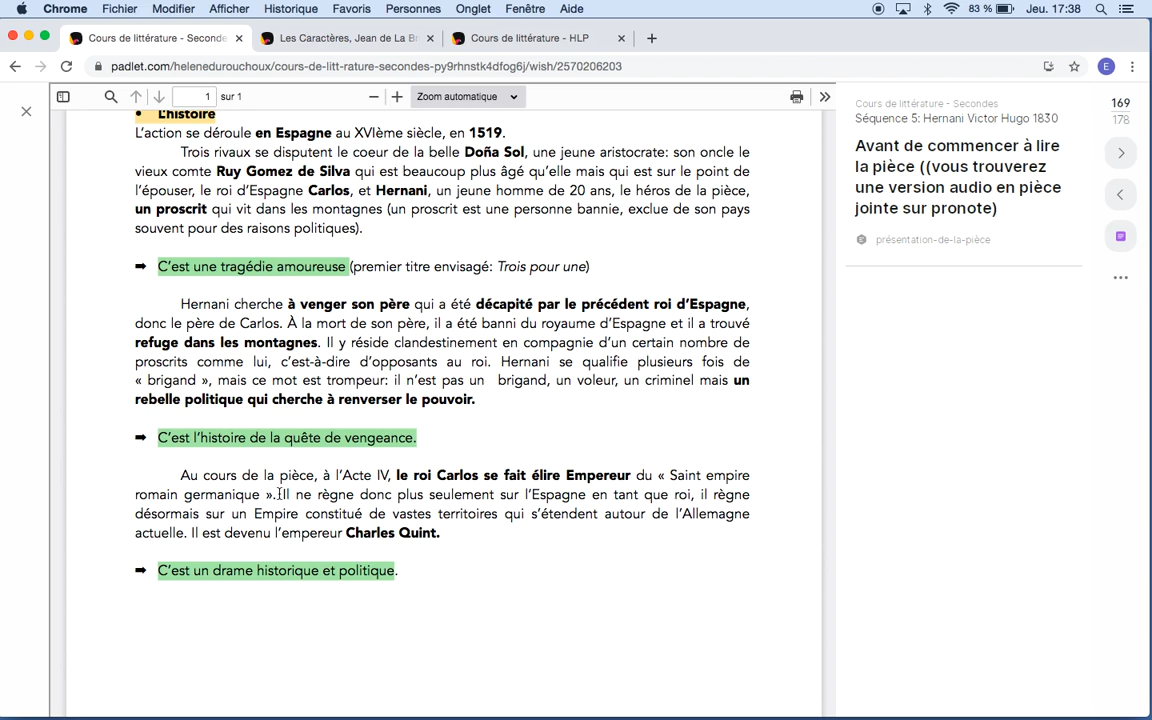 Chrome Fichier Modifier Afficher Historique Favoris Personnes Onglet Fenêtre Aide 83 % Jeu. 17:38
Cours de littérature - Seconde Les Caractères, Jean de La Br Cours de littérature - HLP
padlet.com/helenedurouchoux/cours-de-litt-rature-secondes-py9rhnstk4dfog6j/wish/2570206203 E
1 sur 1 Zoom automatique
• L'histoire
L'action se déroule en Espagne au XVIème siècle, en 1519.
Trois rivaux se disputent le coeur de la belle Doña Sol, une jeune aristocrate: son oncle le
vieux comte Ruy Gomez de Silva qui est beaucoup plus âgé qu'elle mais qui est sur le point de
l'épouser, le roi d'Espagne Carlos, et Hernani, un jeune homme de 20 ans, le héros de la pièce,
un proscrit qui vit dans les montagnes (un proscrit est une personne bannie, exclue de son pays
souvent pour des raisons politiques).
➡ C'est une tragédie amoureuse (premier titre envisagé: Trois pour une)
Hernani cherche à venger son père qui a été décapité par le précédent roi d'Espagne,
donc le père de Carlos. À la mort de son père, il a été banni du royaume d'Espagne et il a trouvé
refuge dans les montagnes. Il y réside clandestinement en compagnie d'un certain nombre de
proscrits comme lui, c'est-à-dire d'opposants au roi. Hernani se qualifie plusieurs fois de
« brigand », mais ce mot est trompeur: il n'est pas un brigand, un voleur, un criminel mais un
rebelle politique qui cherche à renverser le pouvoir.
➡ C'est l'histoire de la quête de vengeance.
Au cours de la pièce, à l'Acte IV, le roi Carlos se fait élire Empereur du « Saint empire
romain germanique ». Il ne règne donc plus seulement sur l'Espagne en tant que roi, il règne
désormais sur un Empire constitué de vastes territoires qui s'étendent autour de l'Allemagne
actuelle. Il est devenu l'empereur Charles Quint.
➡ C'est un drame historique et politique.
Cours de littérature - Secondes
Séquence 5: Hernani Victor Hugo 1830
Avant de commencer à lire
la pièce ((vous trouverez
une version audio en pièce
jointe sur pronote)
présentation-de-la-pièce
169
178